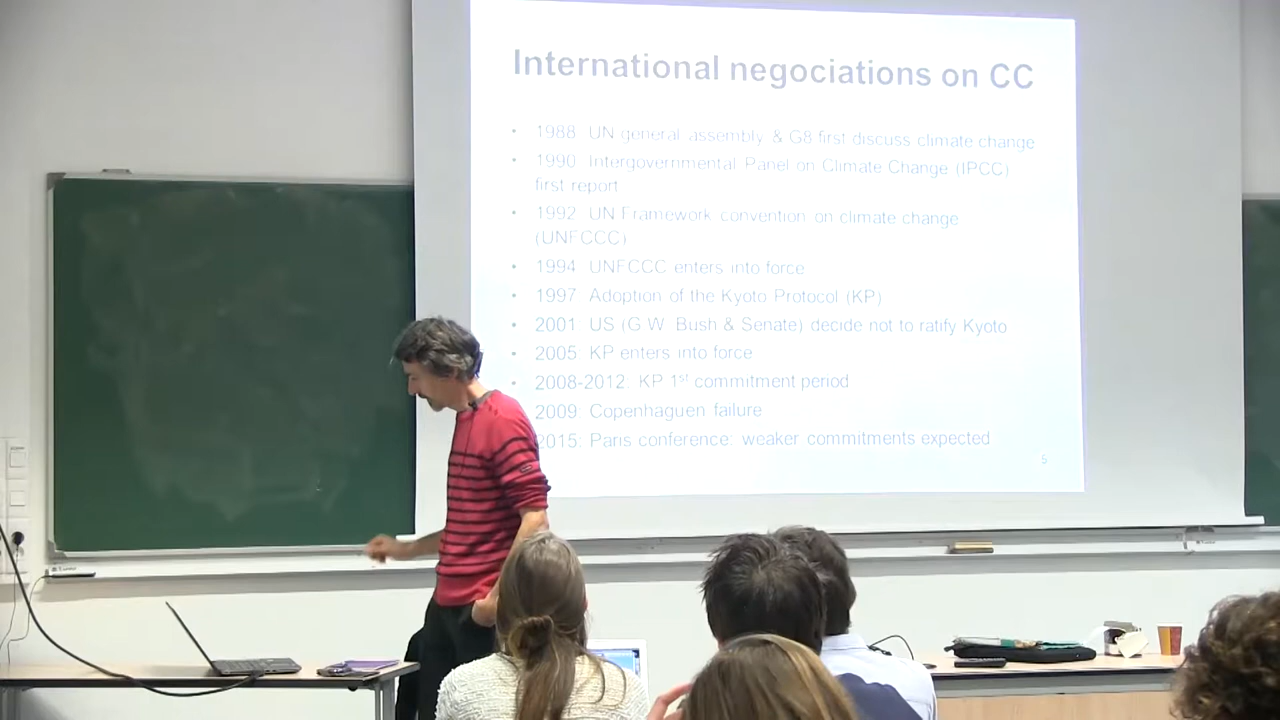 International negociations on CC
• 1988: UN general assembly & G8 first discuss climate change
• 1990: Intergovernmental Panel on Climate Change (IPCC)
first report
• 1992: UN Framework convention on climate change
(UNFCCC)
• 1994: UNFCCC enters into force
• 1997: Adoption of the Kyoto Protocol (KP)
• 2001: US (G.W. Bush & Senate) decide not to ratify Kyoto
• 2005: KP enters into force
• 2008-2012: KP 1st commitment period
2009: Copenhaguen failure
2015: Paris conference: weaker commitments expected
5